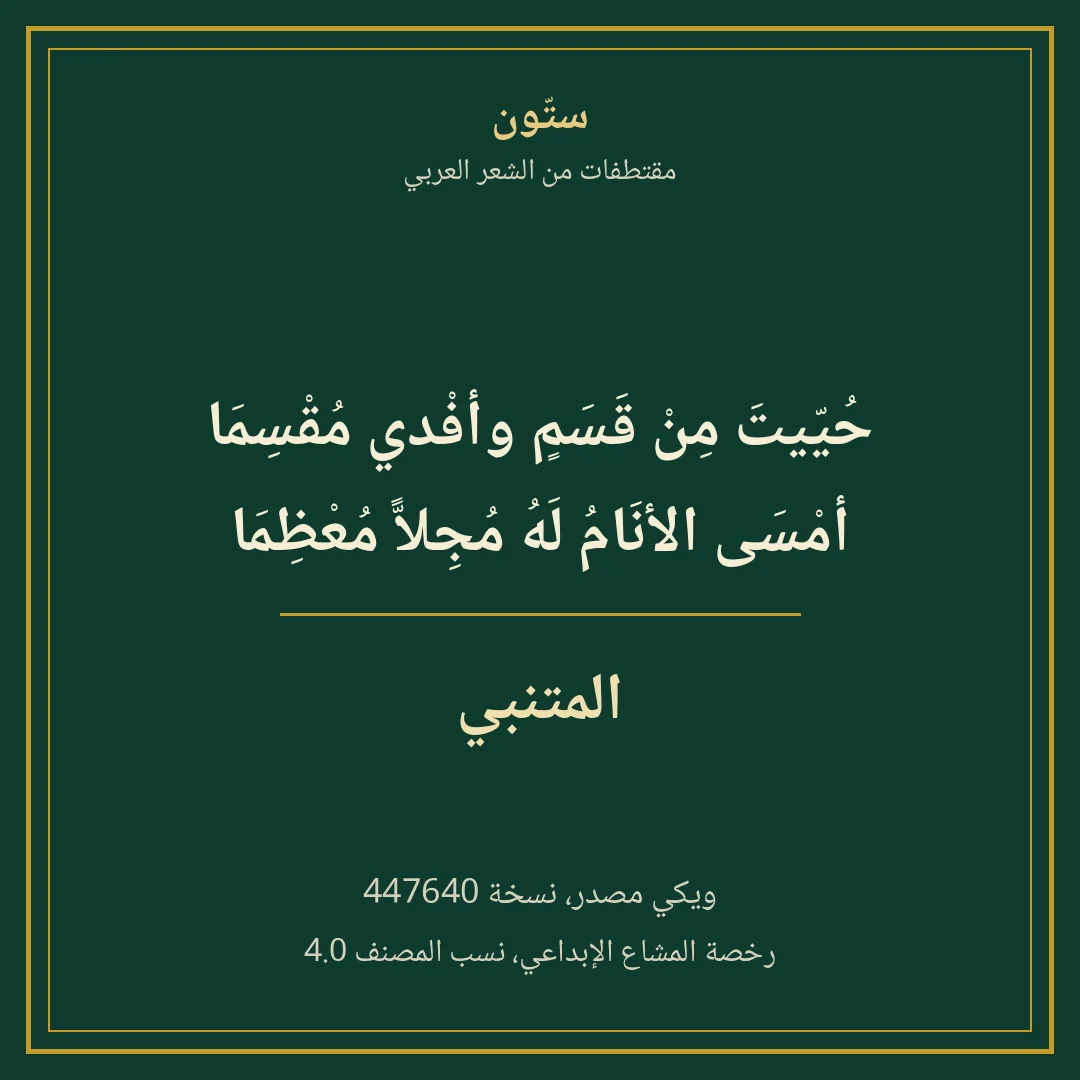 ستّون
مقتطفات من الشعر العربي
حُيّيتَ مِنْ قَسَمٍ وأفْدي مُقْسِمَا
أمْسَى الأنَامُ لَهُ مُجِلاًّ مُعْظِمَا
المتنبي
ويكي مصدر، نسخة 447640
رخصة المشاع الإبداعي، نسب المصنف 4.0